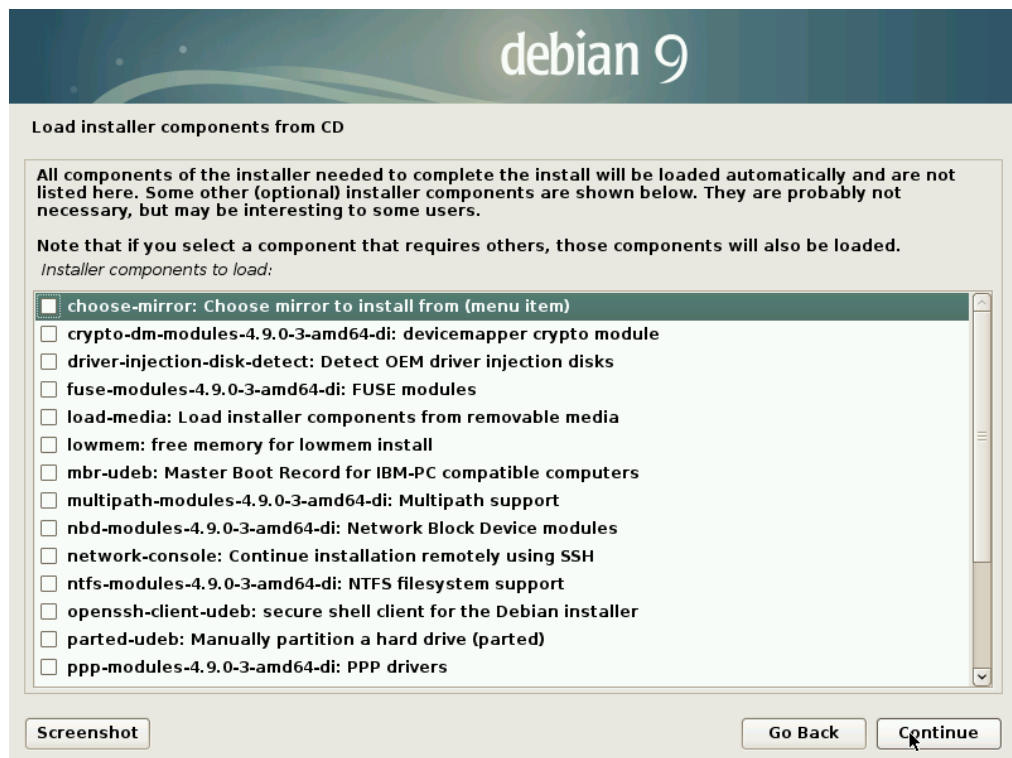 debian 9
Load installer components from CD
All components of the installer needed to complete the install will be loaded automatically and are not
listed here. Some other (optional) installer components are shown below. They are probably not
necessary, but may be interesting to some users.
Note that if you select a component that requires others, those components will also be loaded.
Installer components to load:
choose-mirror: Choose mirror to install from (menu item)
crypto-dm-modules-4.9.0-3-amd64-di: devicemapper crypto module
driver-injection-disk-detect: Detect OEM driver injection disks
fuse-modules-4.9.0-3-amd64-di: FUSE modules
load-media: Load installer components from removable media
lowmem: free memory for lowmem install
mbr-udeb: Master Boot Record for IBM-PC compatible computers
multipath-modules-4.9.0-3-amd64-di: Multipath support
nbd-modules-4.9.0-3-amd64-di: Network Block Device modules
network-console: Continue installation remotely using SSH
ntfs-modules-4.9.0-3-amd64-di: NTFS filesystem support
openssh-client-udeb: secure shell client for the Debian installer
parted-udeb: Manually partition a hard drive (parted)
ppp-modules-4.9.0-3-amd64-di: PPP drivers
Screenshot Go Back Continue